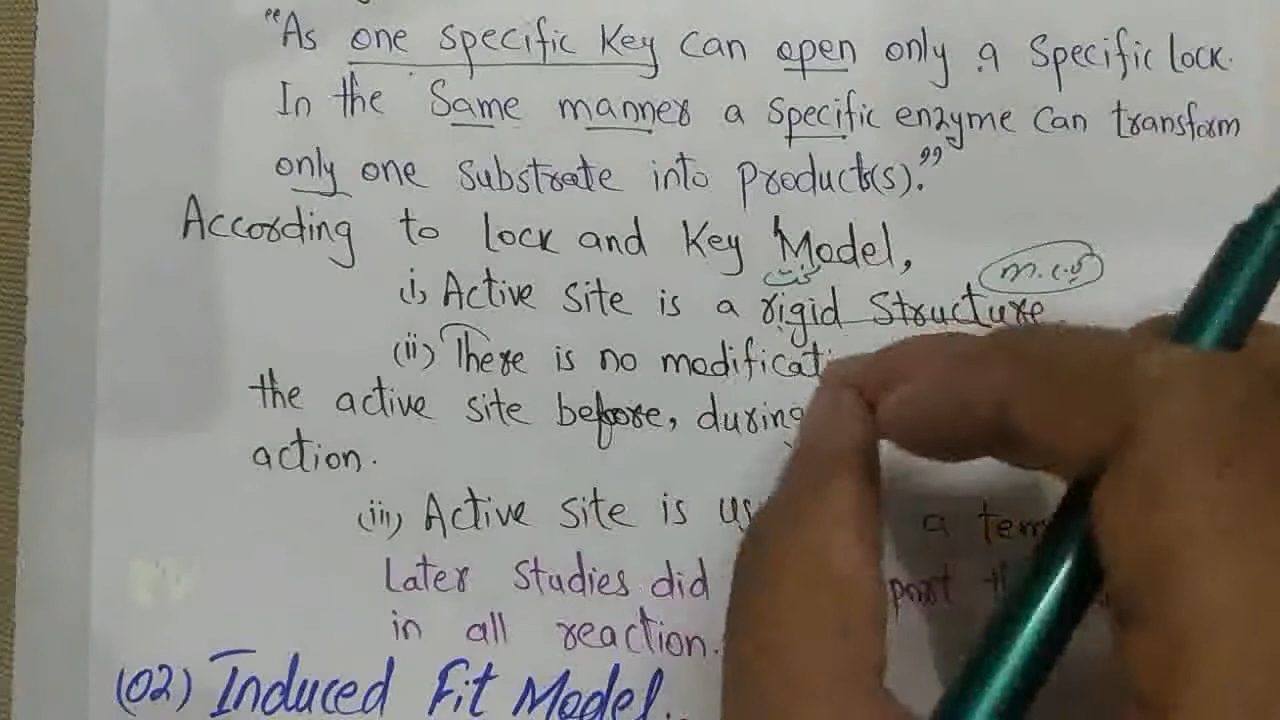 "As one specific Key can open only a specific lock.
In the same manner a specific enzyme can transform
only one substrate into product(s)."
According to lock and Key Model,
i) Active site is a rigid structure
(ii) There is no
the active site before, during
action.
(iii) Active site is a
Later studies did
in all reaction.
(02) Induced Fit Model.